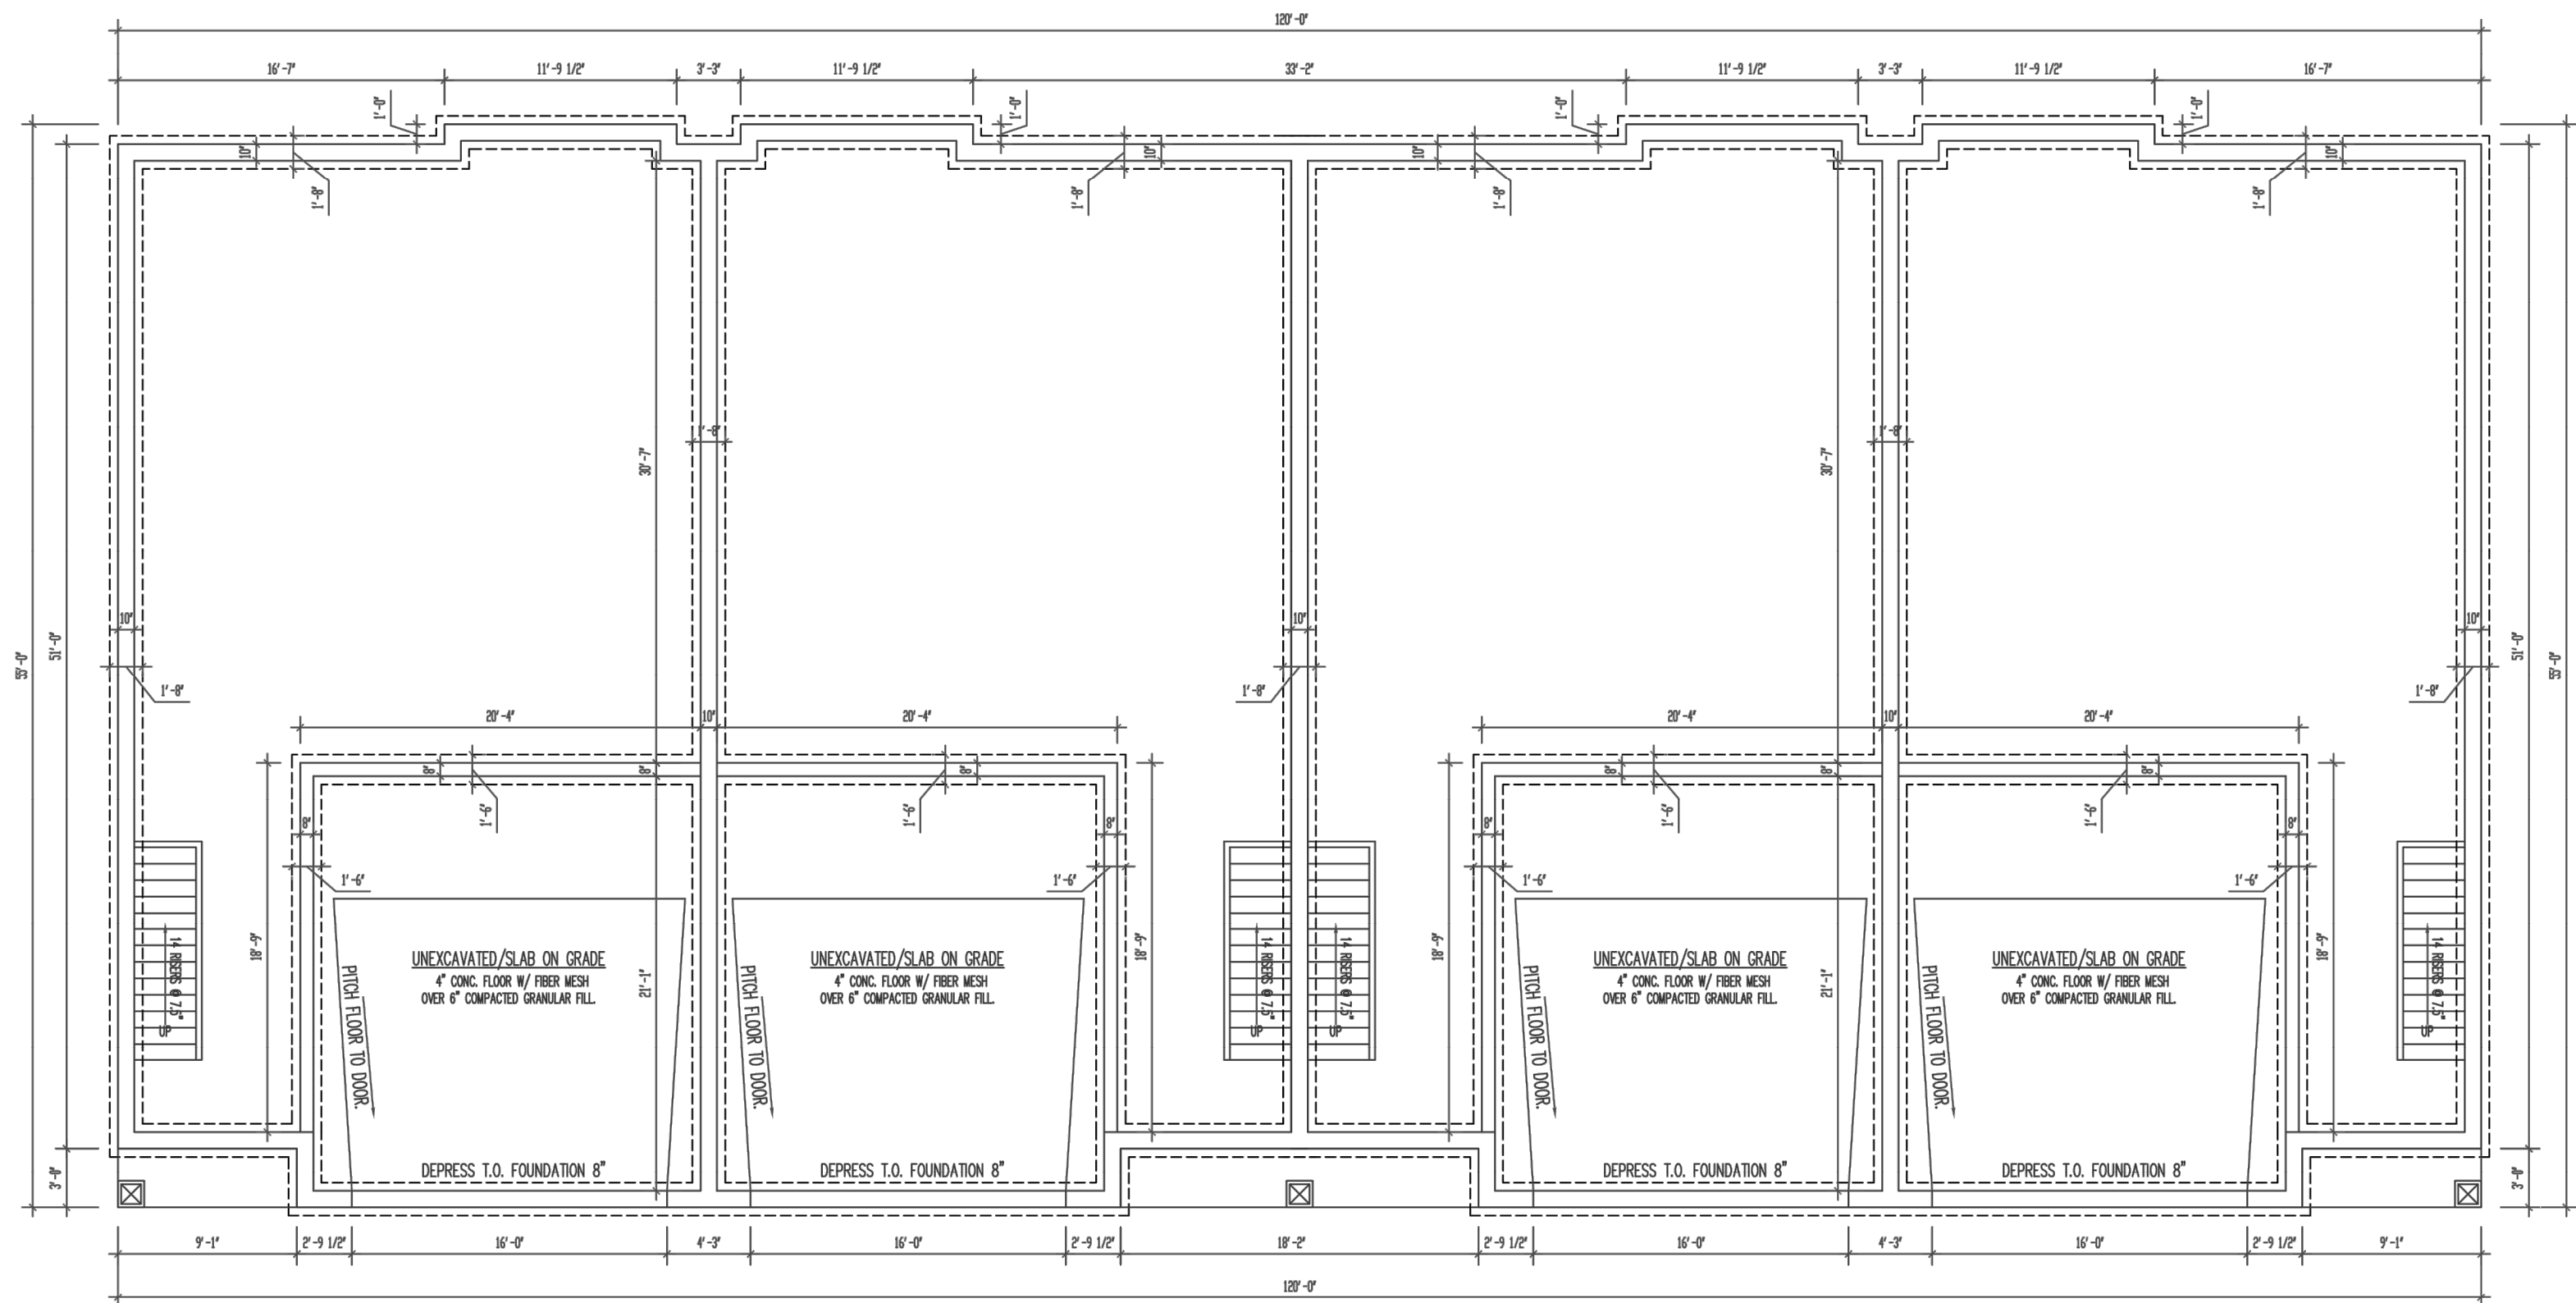 120'-0"
16'-7"
11'-9 1/2"
3'-3"
11'-9 1/2"
33'-2"
11'-9 1/2"
3'-3"
11'-9 1/2"
16'-7"
1'-0"
1'-0"
1'-0"
1'-0"
10"
10"
10"
10"
1'-8"
1'-8"
1'-8"
1'-8"
1'-8"
1'-8"
30'-7"
30'-7"
55'-0"
51'-0"
10"
10"
10"
51'-0"
55'-0"
1'-8"
1'-8"
1'-8"
20'-4"
10"
20'-4"
20'-4"
10"
20'-4"
8"
8"
8"
8"
8"
8"
1'-6"
1'-6"
1'-6"
1'-6"
8"
8"
8"
8"
1'-6"
1'-6"
1'-6"
1'-6"
18'-9"
18'-9"
18'-9"
18'-9"
14 RISERS @ 7.5"
UP
14 RISERS @ 7.5"
UP
14 RISERS @ 7.5"
UP
14 RISERS @ 7.5"
UP
UNEXCAVATED/SLAB ON GRADE
4" CONC. FLOOR W/ FIBER MESH
OVER 6" COMPACTED GRANULAR FILL.
UNEXCAVATED/SLAB ON GRADE
4" CONC. FLOOR W/ FIBER MESH
OVER 6" COMPACTED GRANULAR FILL.
UNEXCAVATED/SLAB ON GRADE
4" CONC. FLOOR W/ FIBER MESH
OVER 6" COMPACTED GRANULAR FILL.
UNEXCAVATED/SLAB ON GRADE
4" CONC. FLOOR W/ FIBER MESH
OVER 6" COMPACTED GRANULAR FILL.
21'-1"
21'-1"
PITCH FLOOR TO DOOR.
PITCH FLOOR TO DOOR.
PITCH FLOOR TO DOOR.
PITCH FLOOR TO DOOR.
DEPRESS T.O. FOUNDATION 8"
DEPRESS T.O. FOUNDATION 8"
DEPRESS T.O. FOUNDATION 8"
DEPRESS T.O. FOUNDATION 8"
3'-0"
3'-0"
9'-1"
2'-9 1/2"
16'-0"
4'-3"
16'-0"
2'-9 1/2"
18'-2"
2'-9 1/2"
16'-0"
4'-3"
16'-0"
2'-9 1/2"
9'-1"
120'-0"